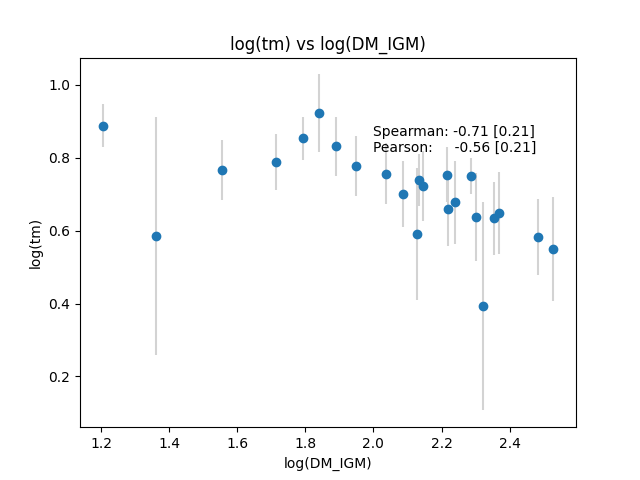 log(tm) vs log(DM_IGM)
Spearman: -0.71 [0.21]
Pearson: -0.56 [0.21]
1.0
0.8
0.6
0.4
0.2
log(tm)
1.2 1.4 1.6 1.8 2.0 2.2 2.4
log(DM_IGM)